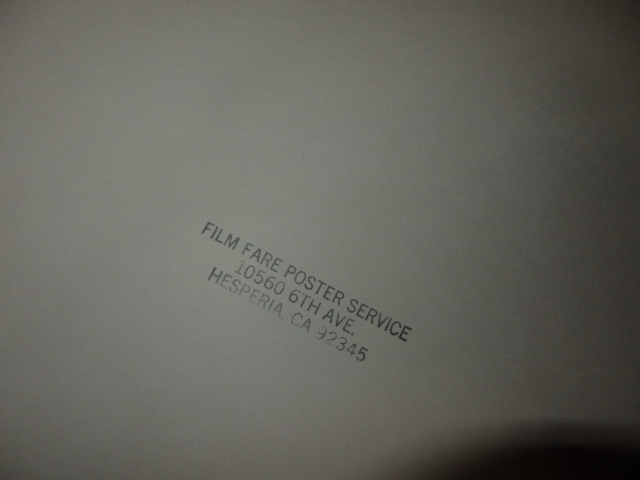 FILM FARE POSTER SERVICE
10560 6TH AVE.
HESPERIA, CA 92345